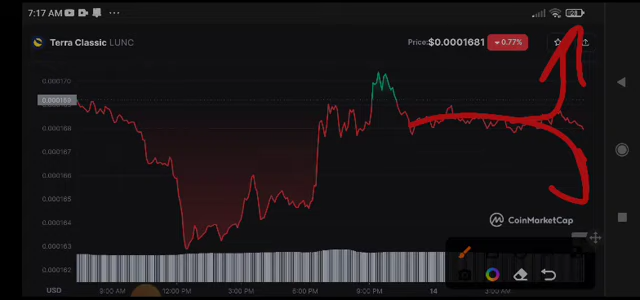 7:17 AM
Terra Classic LUNC
Price: $0.0001681 0.77%
0.000170
0.000168
0.000167
0.000166
0.000165
0.000164
0.000163
0.000162
CoinMarketCap
USD 9:00 AM 12:00 PM 3:00 PM 6:00 PM 9:00 PM 14 3:00 AM